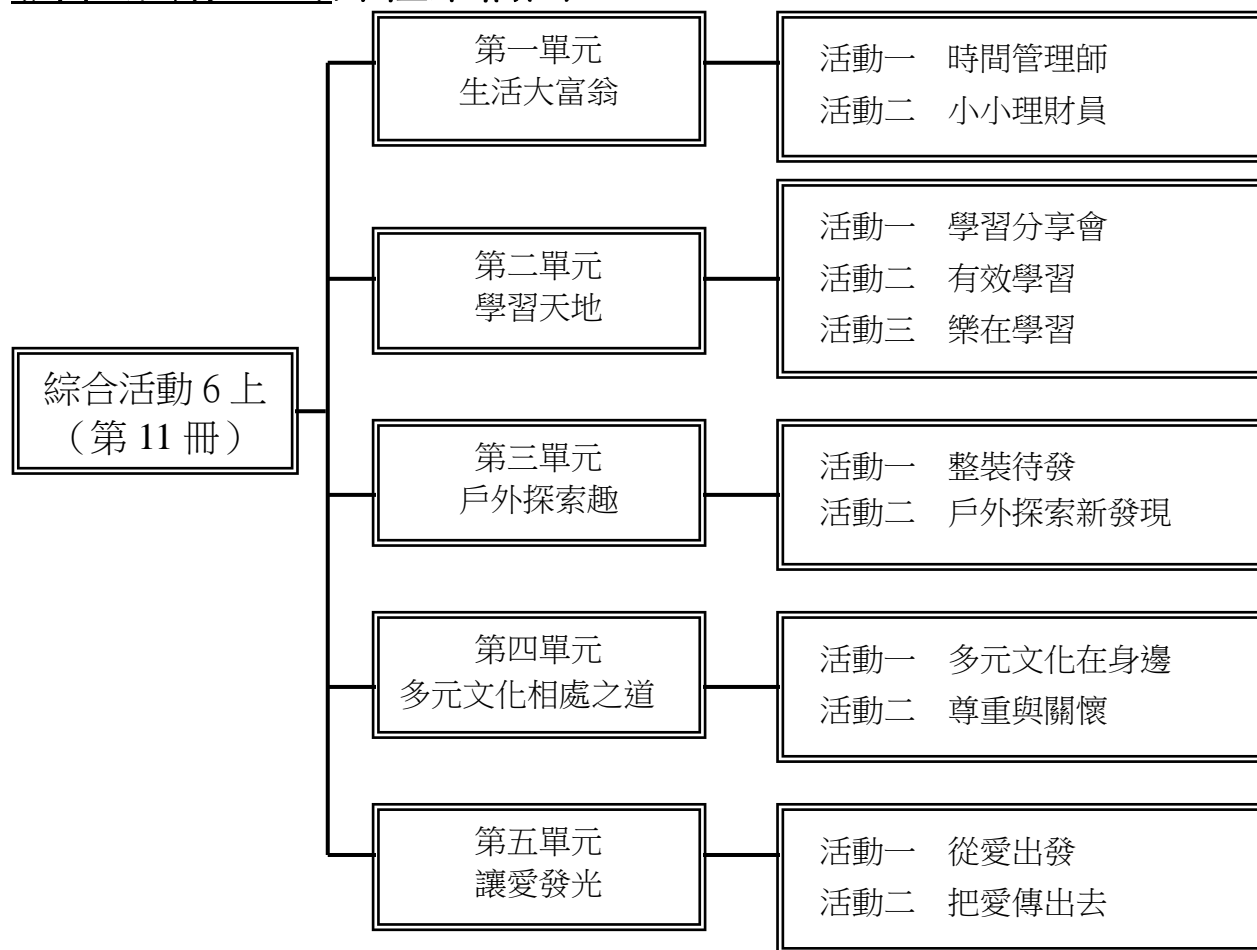 綜合活動 6 上
（第 11 冊）
第一單元
生活大富翁
活動一　時間管理師
活動二　小小理財員
第二單元
學習天地
活動一　學習分享會
活動二　有效學習
活動三　樂在學習
第三單元
戶外探索趣
活動一　整裝待發
活動二　戶外探索新發現
第四單元
多元文化相處之道
活動一　多元文化在身邊
活動二　尊重與關懷
第五單元
讓愛發光
活動一　從愛出發
活動二　把愛傳出去